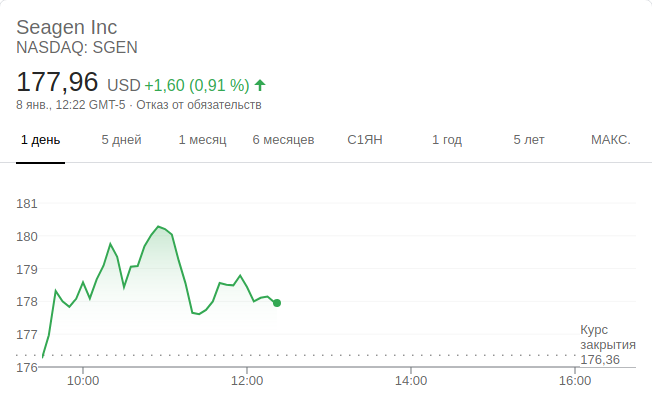 Seagen Inc
NASDAQ: SGEN
177,96 USD +1,60 (0,91 %)
8 янв., 12:22 GMT-5 · Отказ от обязательств
1 день 5 дней 1 месяц 6 месяцев С1ЯН 1 год 5 лет МАКС.
181
180
179
178
177
176
Курс
закрытия
176,36
10:00 12:00 14:00 16:00